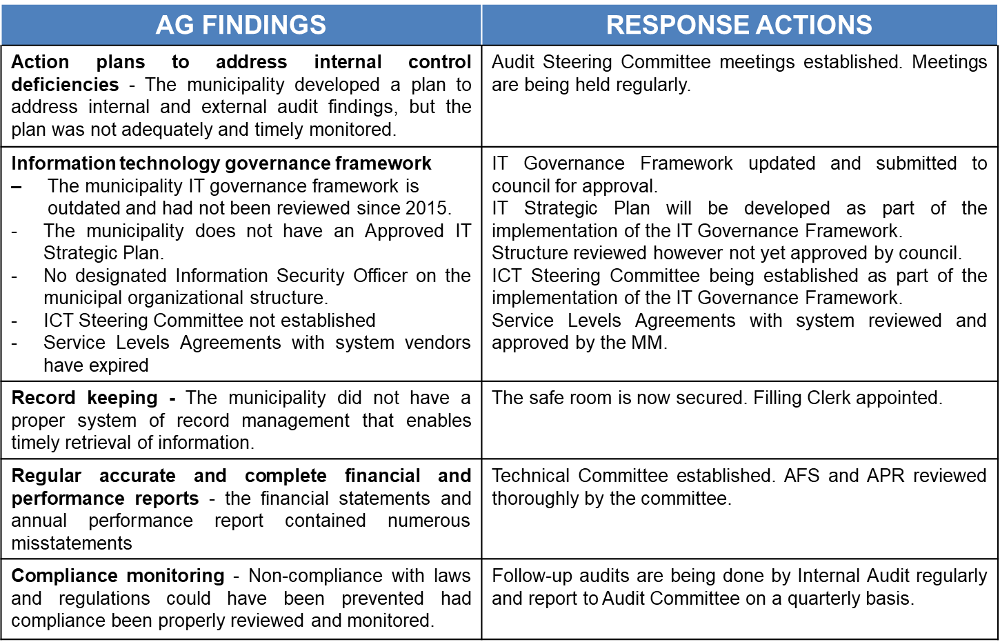 AG FINDINGS
RESPONSE ACTIONS
Action plans to address internal control
deficiencies - The municipality developed a plan to
address internal and external audit findings, but the
plan was not adequately and timely monitored.
Audit Steering Committee meetings established. Meetings
are being held regularly.
Information technology governance framework
– The municipality IT governance framework is
outdated and had not been reviewed since 2015.
- The municipality does not have an Approved IT
Strategic Plan.
- No designated Information Security Officer on the
municipal organizational structure.
- ICT Steering Committee not established
- Service Levels Agreements with system vendors
have expired
IT Governance Framework updated and submitted to
council for approval.
IT Strategic Plan will be developed as part of the
implementation of the IT Governance Framework.
Structure reviewed however not yet approved by council.
ICT Steering Committee being established as part of the
implementation of the IT Governance Framework.
Service Levels Agreements with system reviewed and
approved by the MM.
Record keeping - The municipality did not have a
proper system of record management that enables
timely retrieval of information.
The safe room is now secured. Filling Clerk appointed.
Regular accurate and complete financial and
performance reports - the financial statements and
annual performance report contained numerous
misstatements
Technical Committee established. AFS and APR reviewed
thoroughly by the committee.
Compliance monitoring - Non-compliance with laws
and regulations could have been prevented had
compliance been properly reviewed and monitored.
Follow-up audits are being done by Internal Audit regularly
and report to Audit Committee on a quarterly basis.